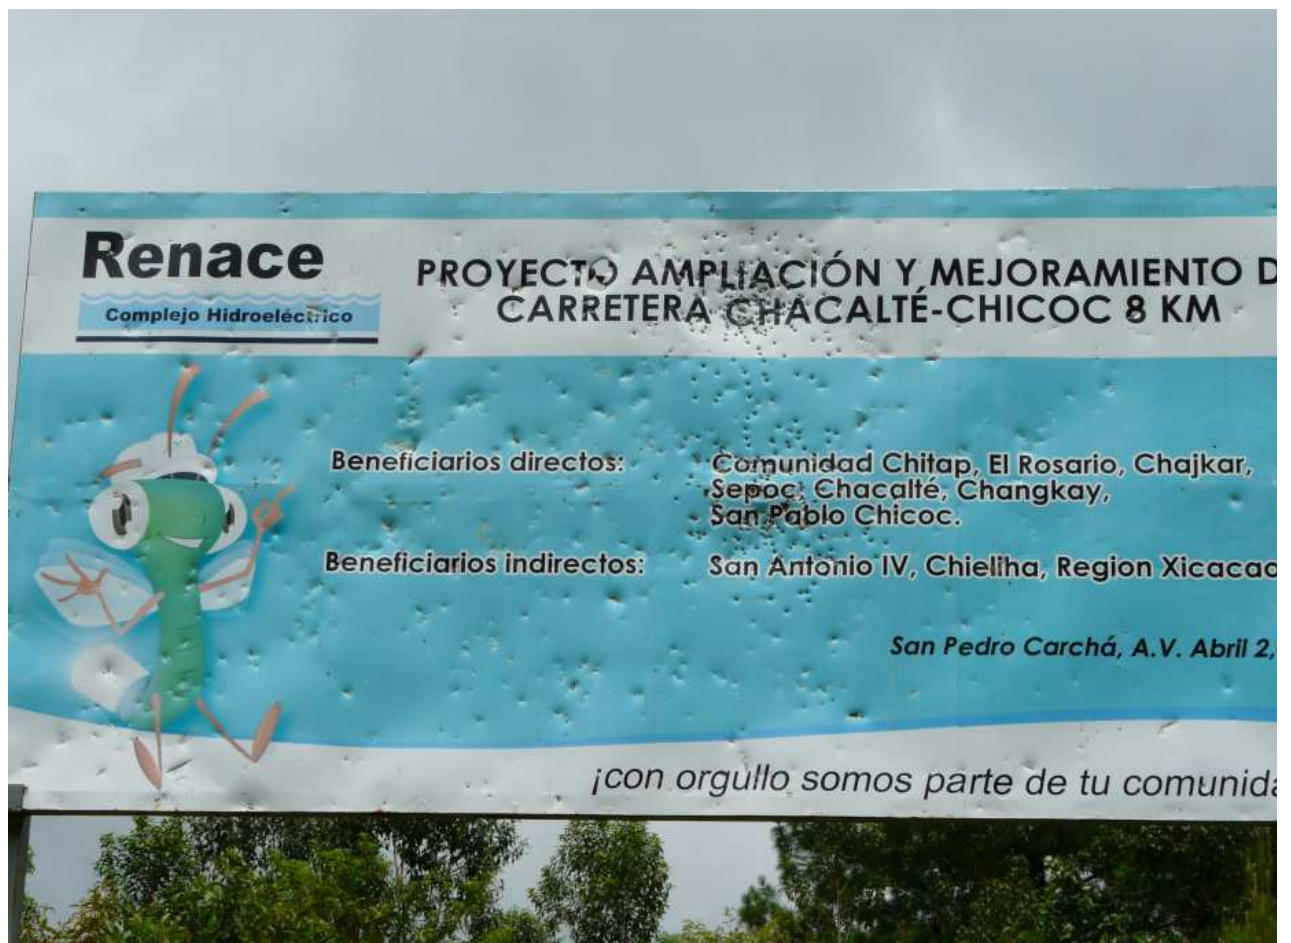 Renace
Complejo Hidroeléctrico
PROYECTO AMPLIACIÓN Y MEJORAMIENTO D
CARRETERA CHACALTÉ-CHICOC 8 KM
Beneficiarios directos: Comunidad Chitap, El Rosario, Chajkar,
Sepoc, Chacalté, Changkay,
San Pablo Chicoc.
Beneficiarios indirectos: San Antonio IV, Chieliha, Region Xicacao
San Pedro Carchá, A.V. Abril 2,
¡con orgullo somos parte de tu comunida